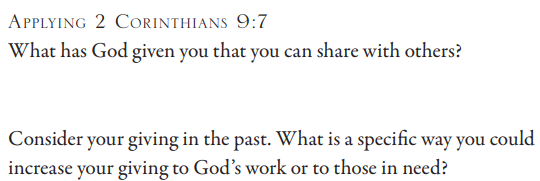 Applying 2 Corinthians 9:7
What has God given you that you can share with others?
Consider your giving in the past. What is a specific way you could
increase your giving to God's work or to those in need?